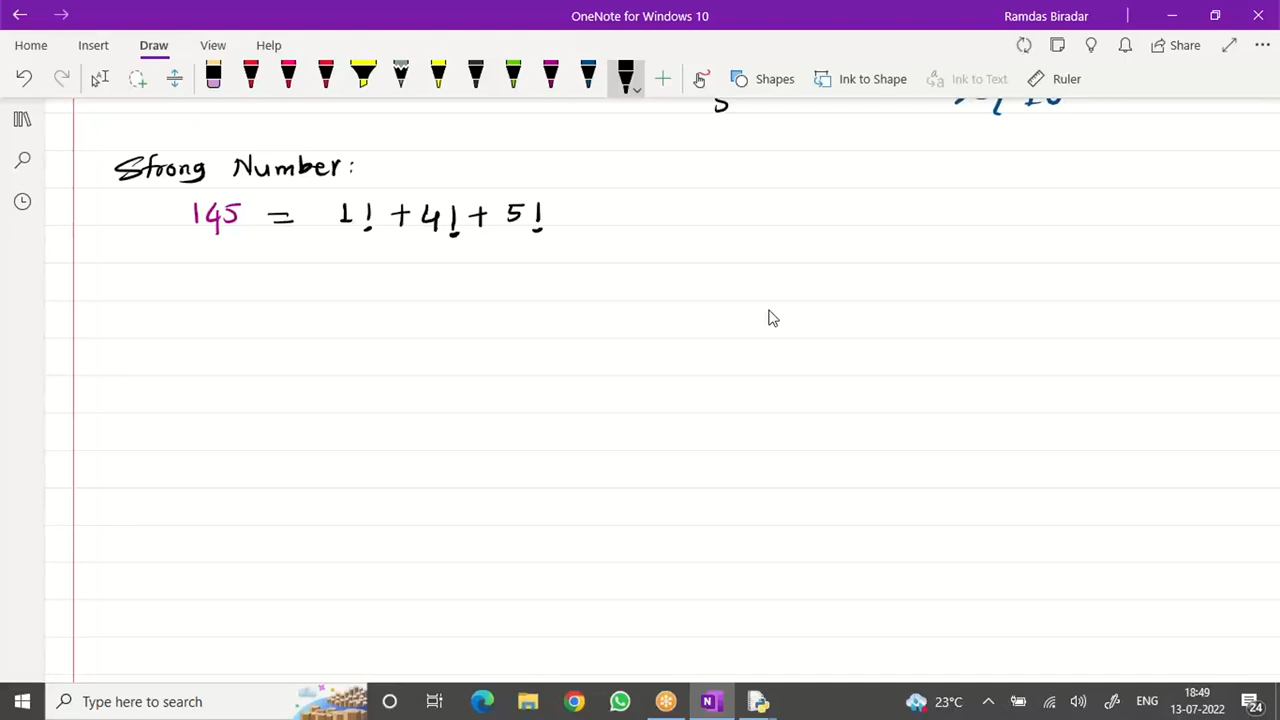 OneNote for Windows 10
Ramdas Biradar
Home Insert Draw View Help
Share
Shapes Ink to Shape Ink to Text Ruler
Strong Number:
145 = 1! + 4! + 5!
Type here to search
23°C
ENG
18:49
13-07-2022
24